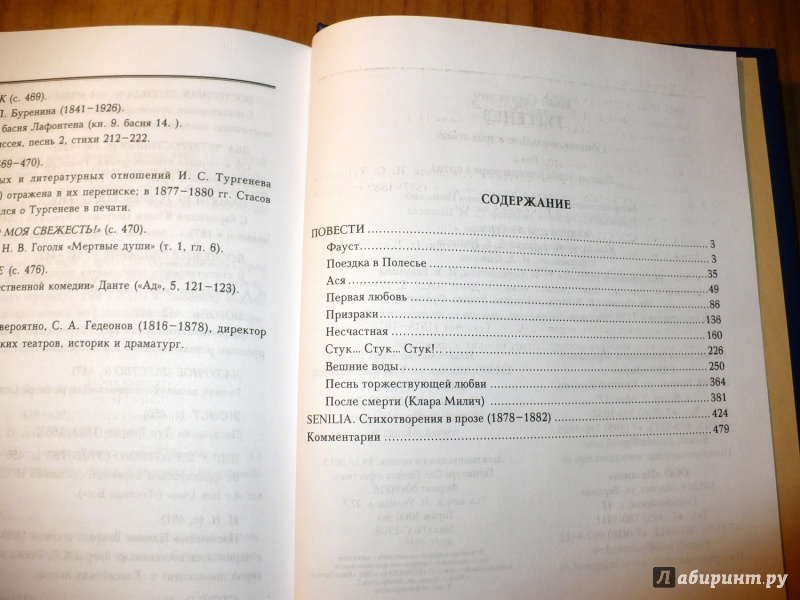 К (с. 469).
П. Буренина (1841-1926).
басня Лафонтена (кн. 9. басня 14. ).
ссея, песнь 2, стихи 212—222.
69-470).
ых и литературных отношений И. С. Тургенева
) отражена в их переписке; в 1877-1880 гг. Стасов
лся о Тургеневе в печати.
О МОЯ СВЕЖЕСТЬ!» (с. 470).
Н. В. Гоголя «Мертвые души» (т. 1, гл. 6).
Е (с. 476).
ественной комедии» Данте («Ад», 5. 121—123).
вероятно, С. А. Гедеонов (1816-1878), директор
ких театров, историк и драматург.
СОДЕРЖАНИЕ
ПОВЕСТИ 3
Фауст 3
Поездка в Полесье 35
Ася 49
Первая любовь 86
Призраки 136
Несчастная 160
Стук... Стук... Стук!.. 226
Вешние воды 250
Песнь торжествующей любви 364
После смерти (Клара Милич) 381
SENILIA. Стихотворения в прозе (1878-1882) 424
Комментарии 479
Лабиринт.ру